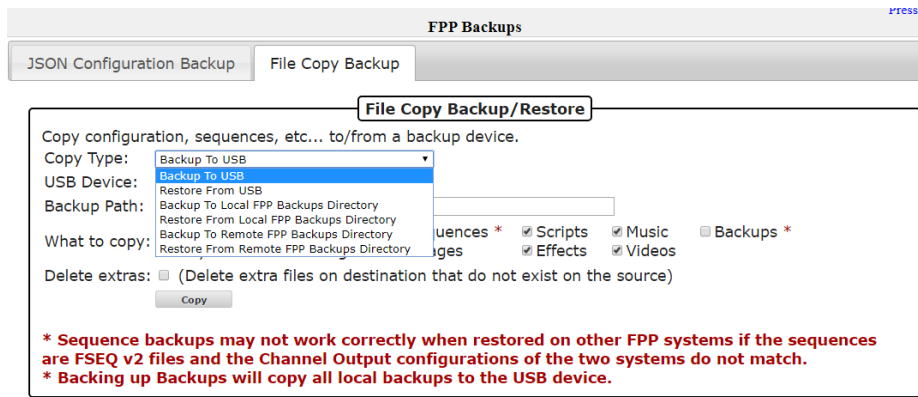 Press
FPP Backups
JSON Configuration Backup
File Copy Backup
File Copy Backup/Restore
Copy configuration, sequences, etc... to/from a backup device.
Copy Type: Backup To USB
Backup To USB
USB Device:
Restore From USB
Backup Path:
Backup To Local FPP Backups Directory
Restore From Local FPP Backups Directory
Backup To Remote FPP Backups Directory
Restore From Remote FPP Backups Directory
What to copy: * Scripts Music Backups *
Effects Videos
Delete extras: (Delete extra files on destination that do not exist on the source)
Copy
* Sequence backups may not work correctly when restored on other FPP systems if the sequences
are FSEQ v2 files and the Channel Output configurations of the two systems do not match.
* Backing up Backups will copy all local backups to the USB device.